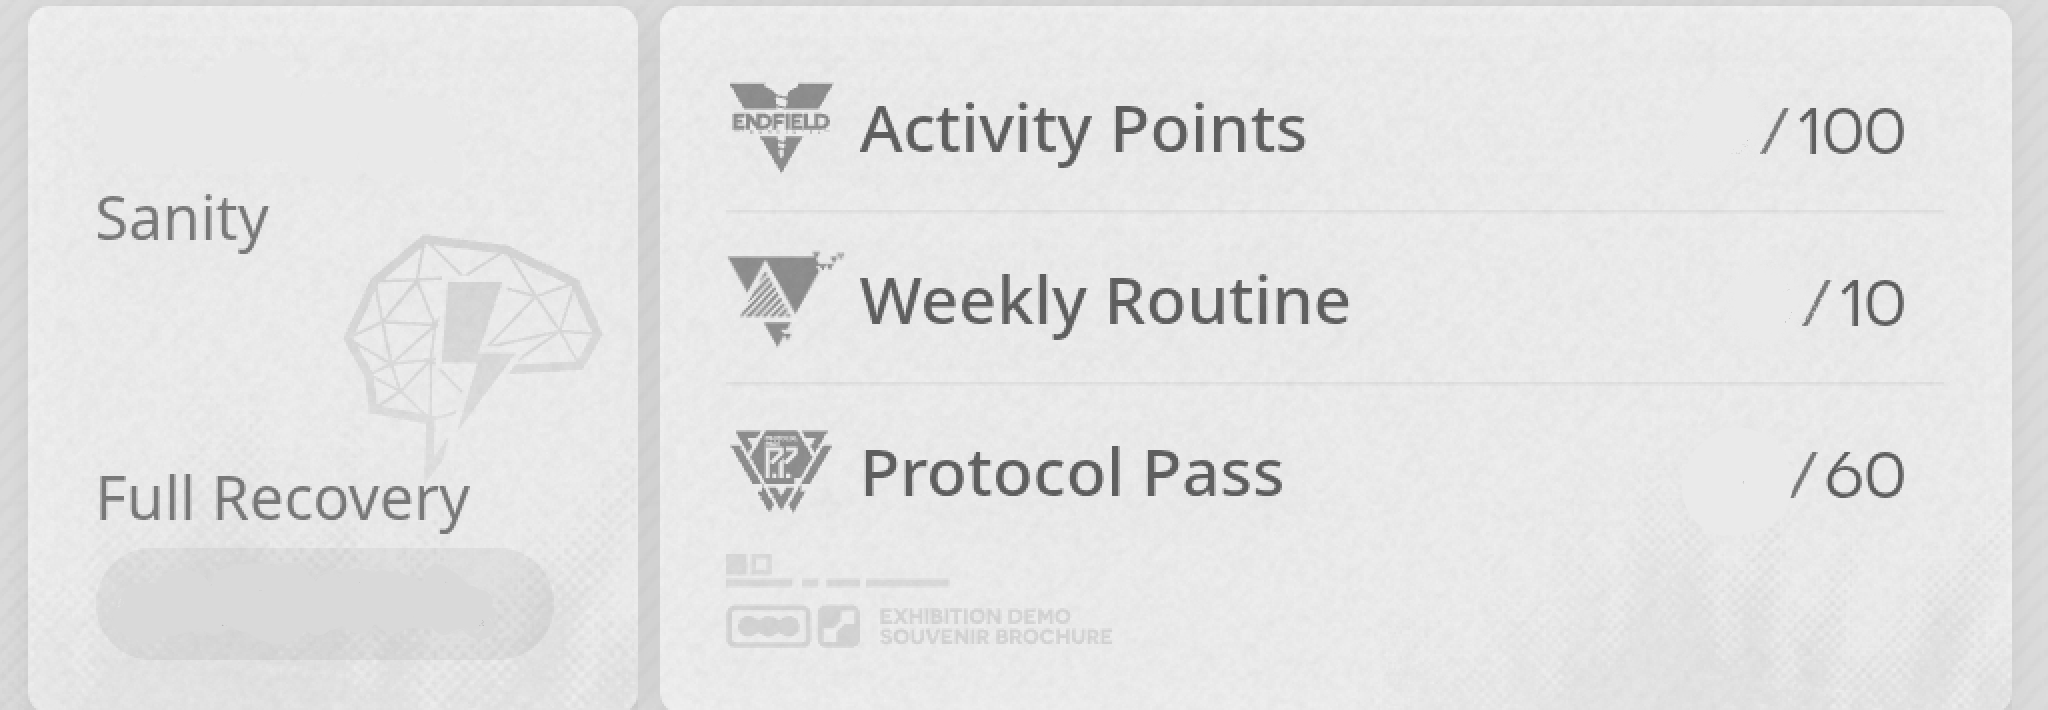 Sanity
Full Recovery
ENDFIELD
Activity Points
/100
Weekly Routine
/10
Protocol Pass
/60
EXHIBITION DEMO
SOUVENIR BROCHURE